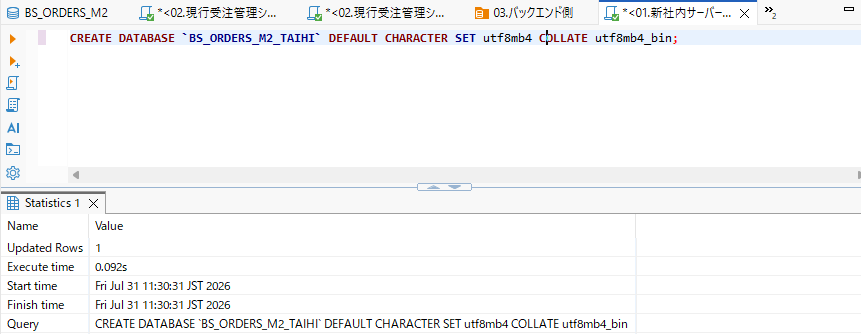 BS_ORDERS_M2 *<02.現行受注管理シ... *<02.現行受注管理シ... 03.バックエンド側 *<01.新社内サーバー... »2
CREATE DATABASE `BS_ORDERS_M2_TAIHI` DEFAULT CHARACTER SET utf8mb4 COLLATE utf8mb4_bin;
AI
Statistics 1
Name Value
Updated Rows 1
Execute time 0.092s
Start time Fri Jul 31 11:30:31 JST 2026
Finish time Fri Jul 31 11:30:31 JST 2026
Query CREATE DATABASE `BS_ORDERS_M2_TAIHI` DEFAULT CHARACTER SET utf8mb4 COLLATE utf8mb4_bin